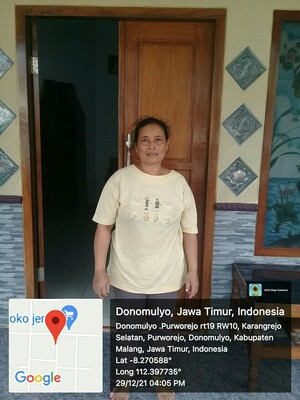 GPS Map Camera
oko jer
Google
Donomulyo, Jawa Timur, Indonesia
Donomulyo .Purworejo rt19 RW10, Karangrejo
Selatan, Purworejo, Donomulyo, Kabupaten
Malang, Jawa Timur, Indonesia
Lat -8.270588°
Long 112.397735°
29/12/21 04:05 PM